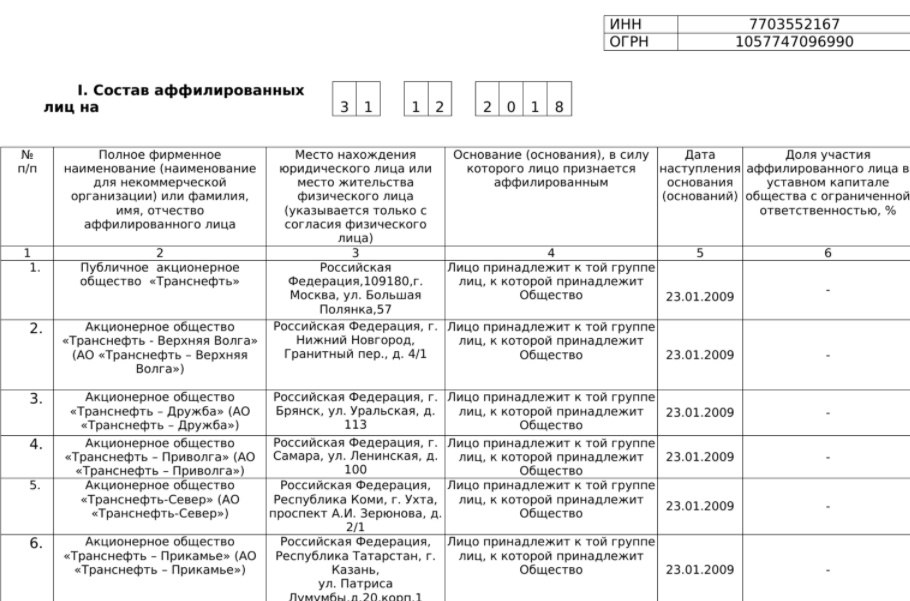 ИНН 7703552167
ОГРН 1057747096990
I. Состав аффилированных
лиц на 3 1 1 2 2 0 1 8
№
п/п
Полное фирменное
наименование (наименование
для некоммерческой
организации) или фамилия,
имя, отчество
аффилированного лица
Место нахождения
юридического лица или
место жительства
физического лица
(указывается только с
согласия физического
лица)
Основание (основания), в силу
которого лицо признается
аффилированным
Дата
наступления
основания
(оснований)
Доля участия
аффилированного лица в
уставном капитале
общества с ограниченной
ответственностью, %
1 2 3 4 5 6
1.
Публичное акционерное
общество «Транснефть»
Российская
Федерация,109180,г.
Москва, ул. Большая
Полянка,57
Лицо принадлежит к той группе
лиц, к которой принадлежит
Общество
23.01.2009
-
2.
Акционерное общество
«Транснефть - Верхняя Волга»
(АО «Транснефть – Верхняя
Волга»)
Российская Федерация, г.
Нижний Новгород,
Гранитный пер., д. 4/1
Лицо принадлежит к той группе
лиц, к которой принадлежит
Общество
23.01.2009
-
3.
Акционерное общество
«Транснефть – Дружба» (АО
«Транснефть – Дружба»)
Российская Федерация, г.
Брянск, ул. Уральская, д.
113
Лицо принадлежит к той группе
лиц, к которой принадлежит
Общество
23.01.2009
-
4.
Акционерное общество
«Транснефть – Приволга» (АО
«Транснефть – Приволга»)
Российская Федерация, г.
Самара, ул. Ленинская, д.
100
Лицо принадлежит к той группе
лиц, к которой принадлежит
Общество
23.01.2009
-
5.
Акционерное общество
«Транснефть-Север» (АО
«Транснефть-Север»)
Российская Федерация,
Республика Коми, г. Ухта,
проспект А.И. Зерюнова, д.
2/1
Лицо принадлежит к той группе
лиц, к которой принадлежит
Общество
23.01.2009
-
6.
Акционерное общество
«Транснефть – Прикамье» (АО
«Транснефть – Прикамье»)
Российская Федерация,
Республика Татарстан, г.
Казань,
ул. Патриса
Лумумбы,д.20,корп.1
Лицо принадлежит к той группе
лиц, к которой принадлежит
Общество
23.01.2009
-